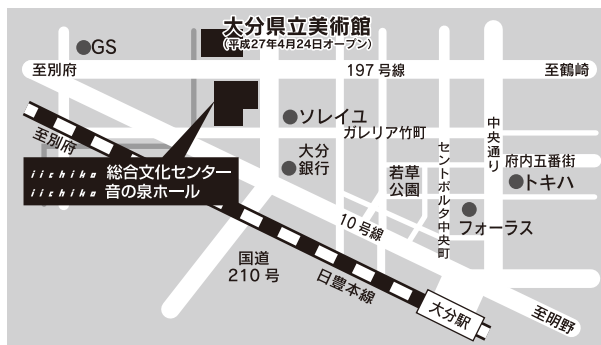 大分県立美術館
(平成27年4月24日オープン)
GS
至別府
197号線
至鶴崎
ソレイユ
ガレリア竹町
中央通り
至別府
大分
銀行
セントポルタ中央町
府内五番街
若草
公園
トキハ
iichiko 総合文化センター
iichiko 音の泉ホール
フォーラス
10号線
国道
210号
日豊本線
大分駅
至明野